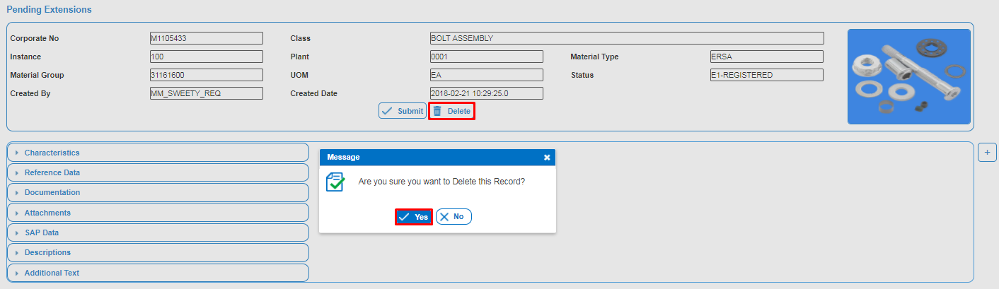 Pending Extensions
Corporate No M1105433 Class BOLT ASSEMBLY
Instance 100 Plant 0001 Material Type ERSA
Material Group 31161600 UOM EA Status E1-REGISTERED
Created By MM_SWEETY_REQ Created Date 2018-02-21 10:29:25.0
Submit Delete
Characteristics
Reference Data
Documentation
Attachments
SAP Data
Descriptions
Additional Text
Message
Are you sure you want to Delete this Record?
Yes No